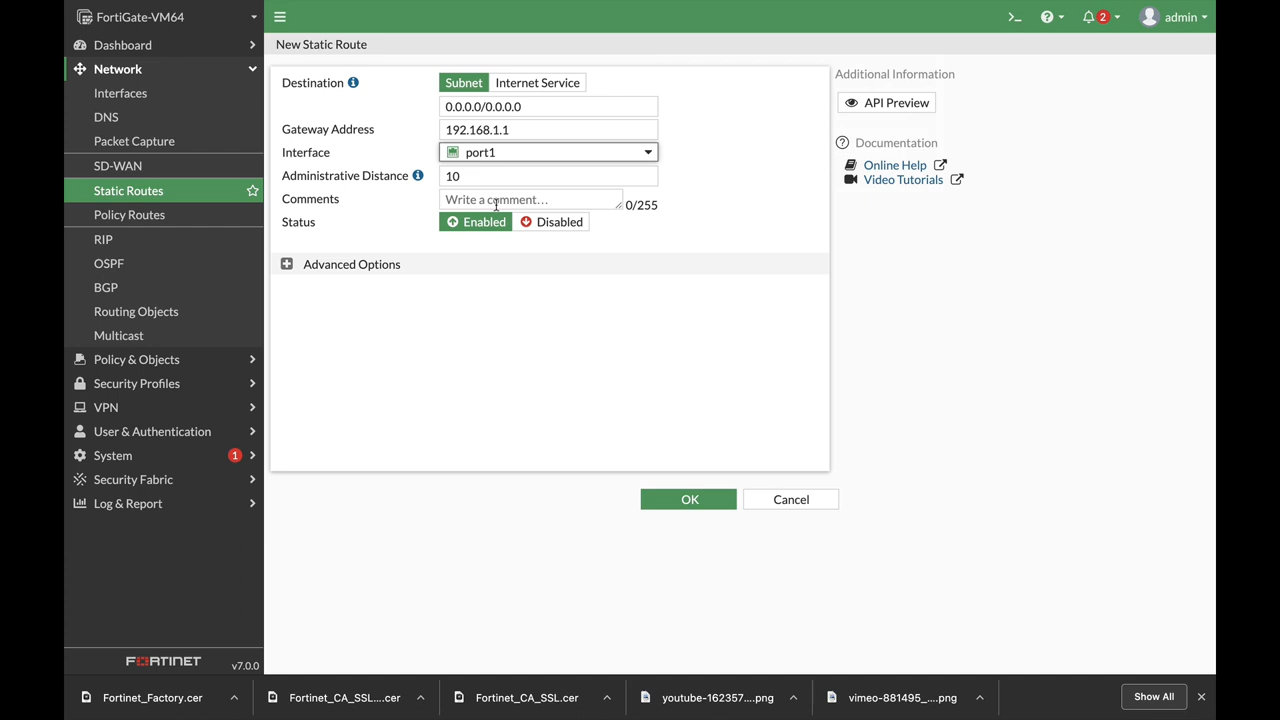 FortiGate-VM64
2
admin
Dashboard
Network
Interfaces
DNS
Packet Capture
SD-WAN
Static Routes
Policy Routes
RIP
OSPF
BGP
Routing Objects
Multicast
Policy & Objects
Security Profiles
VPN
User & Authentication
System
1
Security Fabric
Log & Report
FORTINET
v7.0.0
New Static Route
Destination
Subnet
Internet Service
0.0.0.0/0.0.0.0
Gateway Address
192.168.1.1
Interface
port1
Administrative Distance
10
Comments
Write a comment...
0/255
Status
Enabled
Disabled
Advanced Options
OK
Cancel
Additional Information
API Preview
Documentation
Online Help
Video Tutorials
Fortinet_Factory.cer
Fortinet_CA_SSL....cer
Fortinet_CA_SSL.cer
youtube-162357....png
vimeo-881495_....png
Show All